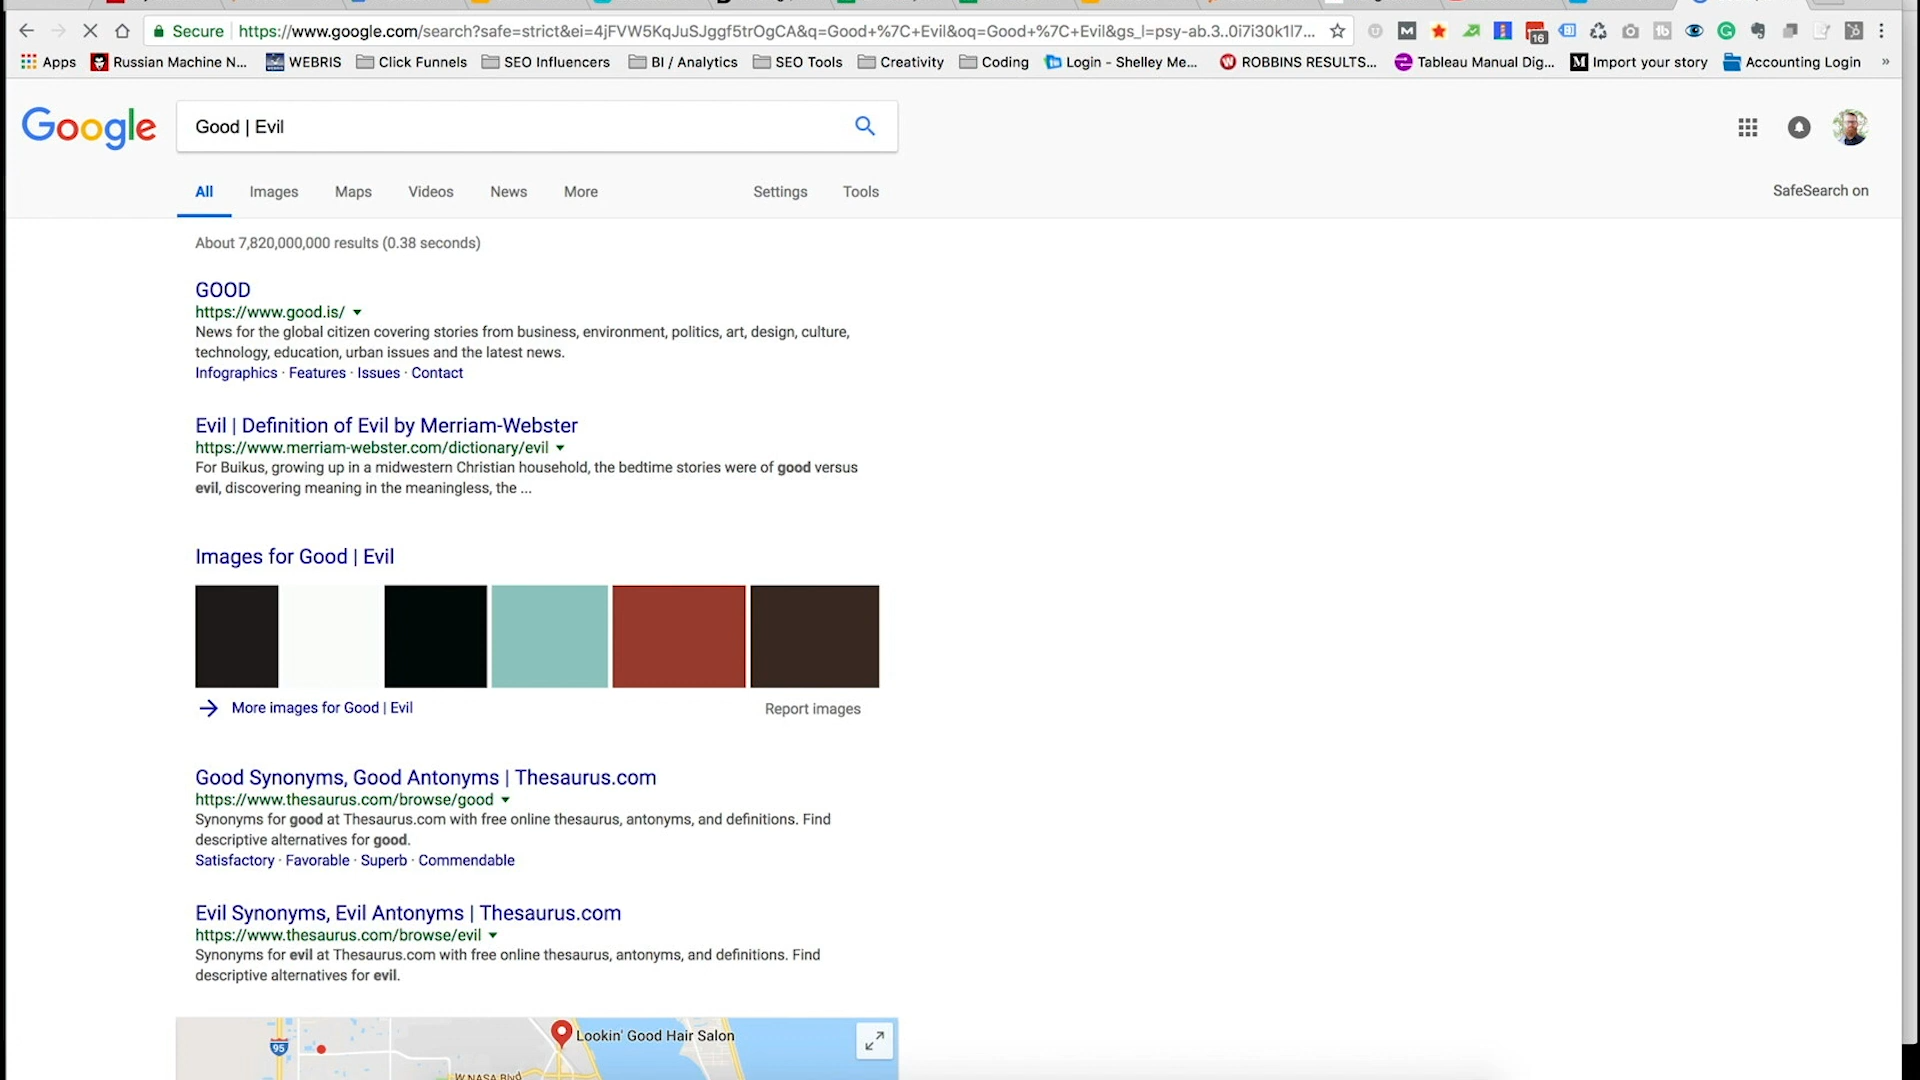 Secure
https://www.google.com/search?safe=strict&ei=4jFVW5KqJuSJggf5trOgCA&q=Good+%7C+Evil&oq=Good+%7C+Evil&gs_l=psy-ab.3..0i7i30k1l7...
16
Apps
Russian Machine N...
WEBRIS
Click Funnels
SEO Influencers
BI / Analytics
SEO Tools
Creativity
Coding
Login - Shelley Me...
ROBBINS RESULTS...
Tableau Manual Dig...
Import your story
Accounting Login
»
Google
Good | Evil
All
Images
Maps
Videos
News
More
Settings
Tools
SafeSearch on
About 7,820,000,000 results (0.38 seconds)
GOOD
https://www.good.is/
News for the global citizen covering stories from business, environment, politics, art, design, culture,
technology, education, urban issues and the latest news.
Infographics · Features · Issues · Contact
Evil | Definition of Evil by Merriam-Webster
https://www.merriam-webster.com/dictionary/evil
For Buikus, growing up in a midwestern Christian household, the bedtime stories were of good versus
evil, discovering meaning in the meaningless, the ...
Images for Good | Evil
More images for Good | Evil
Report images
Good Synonyms, Good Antonyms | Thesaurus.com
https://www.thesaurus.com/browse/good
Synonyms for good at Thesaurus.com with free online thesaurus, antonyms, and definitions. Find
descriptive alternatives for good.
Satisfactory · Favorable · Superb · Commendable
Evil Synonyms, Evil Antonyms | Thesaurus.com
https://www.thesaurus.com/browse/evil
Synonyms for evil at Thesaurus.com with free online thesaurus, antonyms, and definitions. Find
descriptive alternatives for evil.
Lookin' Good Hair Salon
95
W NASA Blvd